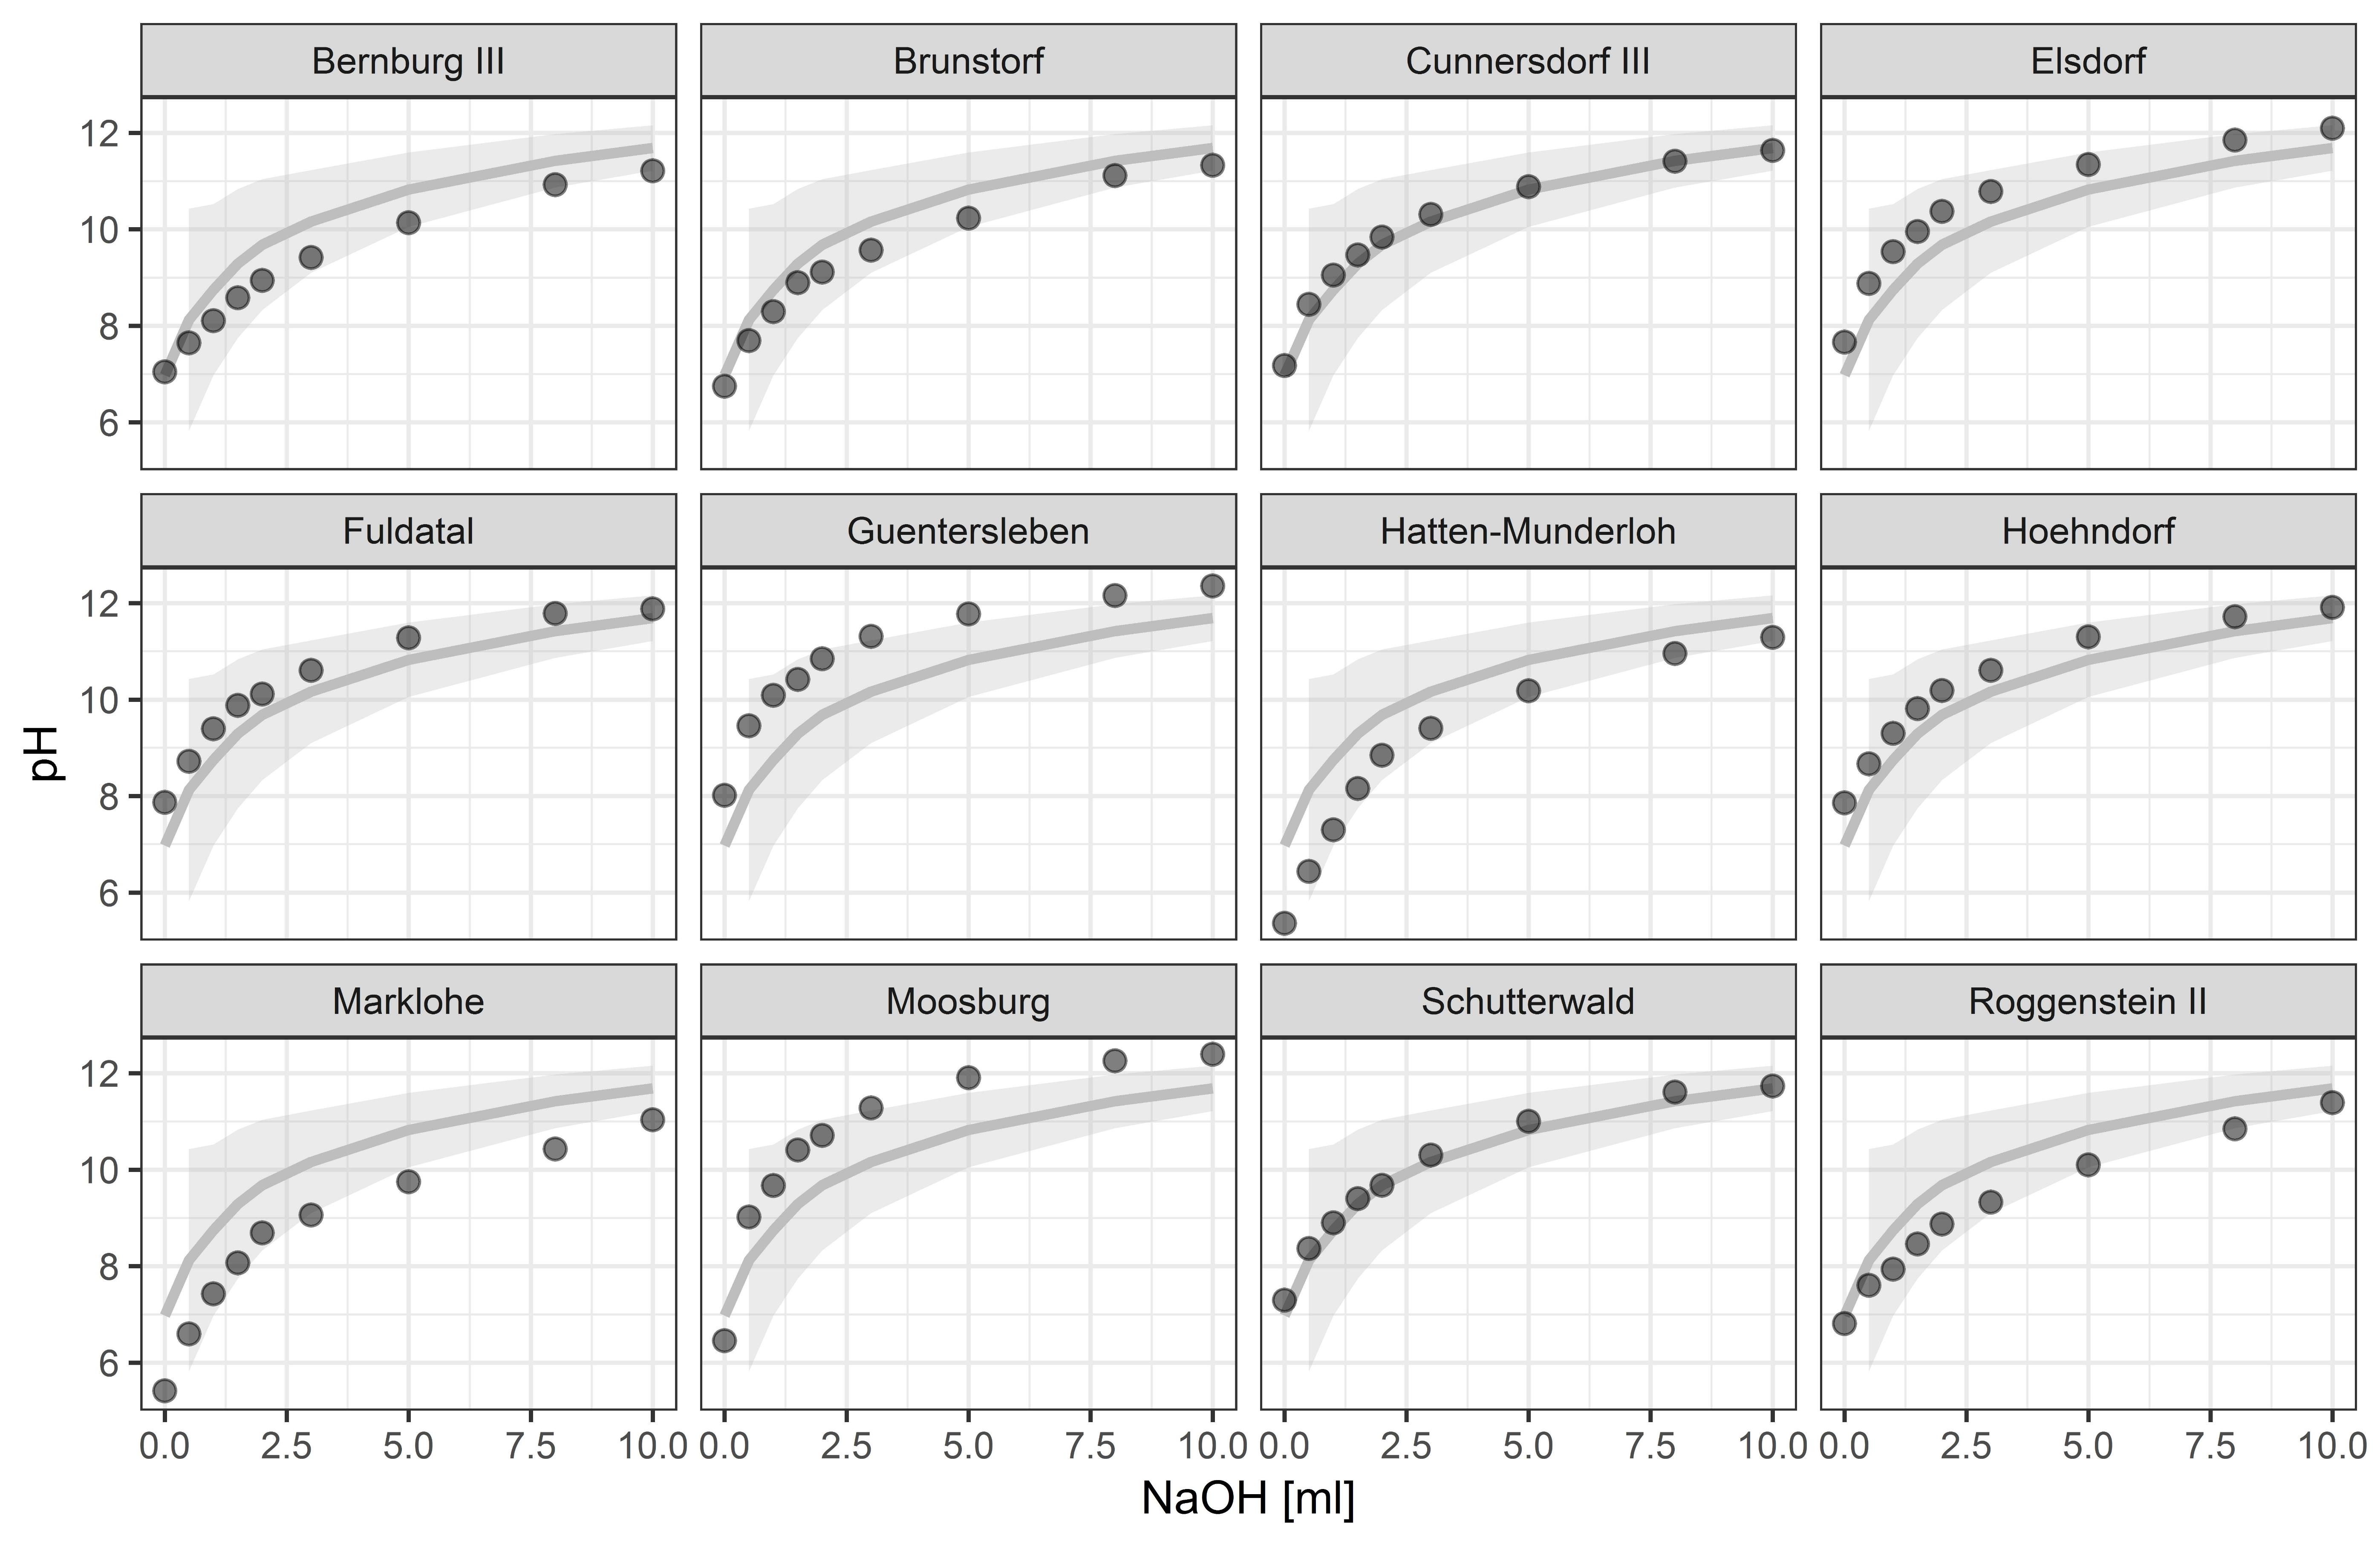 Bernburg III
Brunstorf
Cunnersdorf III
Elsdorf
12
10
8
6
Fuldatal
Guentersleben
Hatten-Munderloh
Hoehndorf
12
10
8
6
pH
Marklohe
Moosburg
Schutterwald
Roggenstein II
12
10
8
6
0.0 2.5 5.0 7.5 10.0
0.0 2.5 5.0 7.5 10.0
0.0 2.5 5.0 7.5 10.0
0.0 2.5 5.0 7.5 10.0
NaOH [ml]